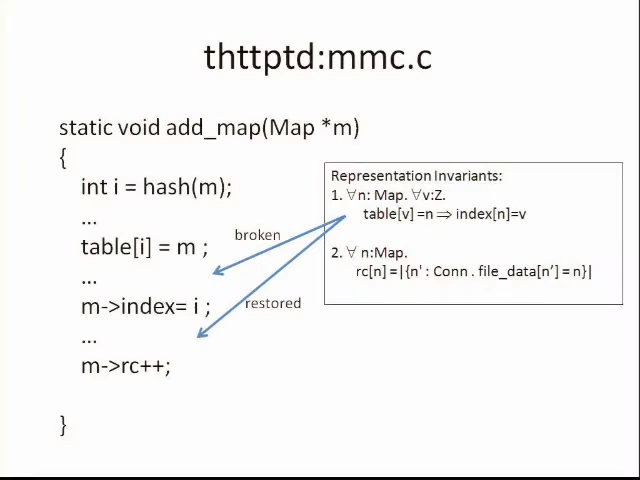 thttptd:mmc.c
static void add_map(Map *m)
{
int i = hash(m);
...
table[i] = m ;
...
m->index= i ;
...
m->rc++;
}
broken
restored
Representation Invariants:
1. ∀n: Map. ∀v:Z.
table[v] =n ⇒ index[n]=v
2. ∀ n:Map.
rc[n] =|{n' : Conn . file_data[n’] = n}|